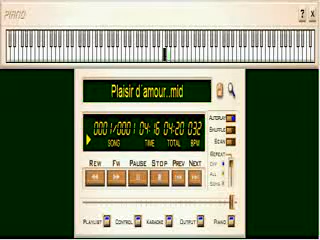 PIANO ? X
Plaisir d'amour..mid
0001/0001 04:16 04:20 032
SONG TIME TOTAL BPM
AUTORUN
SHUFFLE
SCAN
REPEAT
OFF
ALL
SONG
REW FW PAUSE STOP PREV NEXT
PLAYLIST CONTROL KARAOKE OUTPUT PIANO